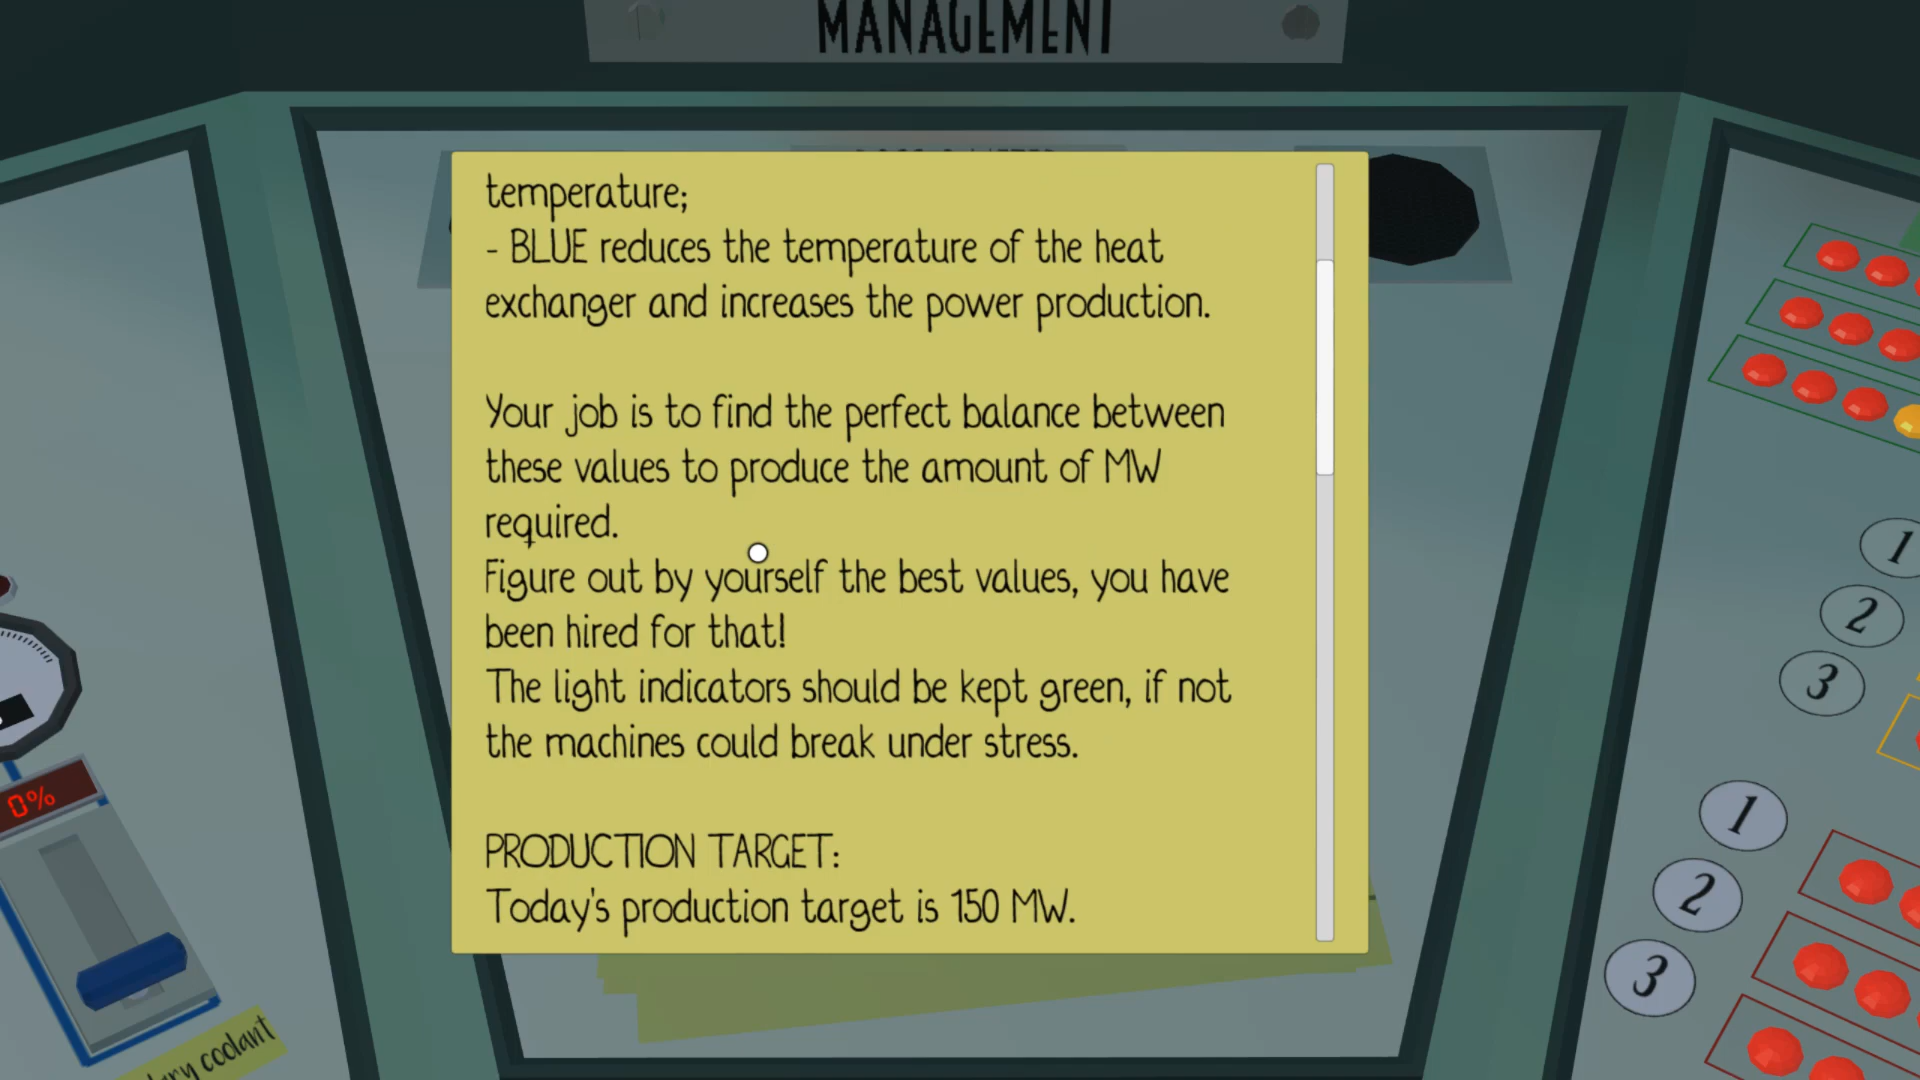 MANAGEMENT
temperature;
- BLUE reduces the temperature of the heat
exchanger and increases the power production.
Your job is to find the perfect balance between
these values to produce the amount of MW
required.
Figure out by yourself the best values, you have
been hired for that!
The light indicators should be kept green, if not
the machines could break under stress.
PRODUCTION TARGET:
Today's production target is 150 MW.
0%
coolant
1
2
3
1
2
3